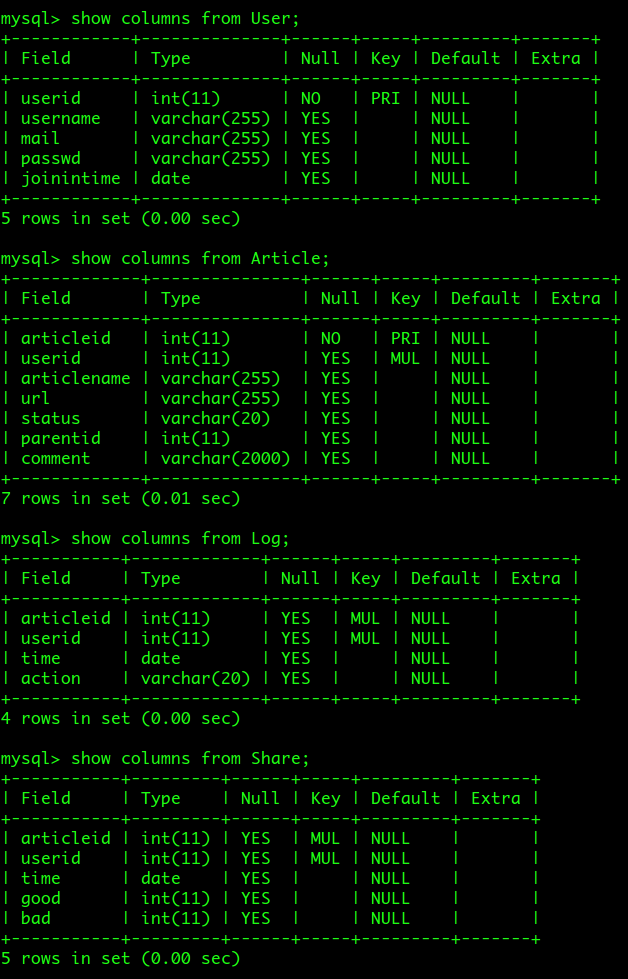 mysql> show columns from User;
+------------+--------------+------+-----+---------+-------+
| Field      | Type         | Null | Key | Default | Extra |
+------------+--------------+------+-----+---------+-------+
| userid     | int(11)      | NO   | PRI | NULL    |       |
| username   | varchar(255) | YES  |     | NULL    |       |
| mail       | varchar(255) | YES  |     | NULL    |       |
| passwd     | varchar(255) | YES  |     | NULL    |       |
| joinintime | date         | YES  |     | NULL    |       |
+------------+--------------+------+-----+---------+-------+
5 rows in set (0.00 sec)

mysql> show columns from Article;
+-------------+---------------+------+-----+---------+-------+
| Field       | Type          | Null | Key | Default | Extra |
+-------------+---------------+------+-----+---------+-------+
| articleid   | int(11)       | NO   | PRI | NULL    |       |
| userid      | int(11)       | YES  | MUL | NULL    |       |
| articlename | varchar(255)  | YES  |     | NULL    |       |
| url         | varchar(255)  | YES  |     | NULL    |       |
| status      | varchar(20)   | YES  |     | NULL    |       |
| parentid    | int(11)       | YES  |     | NULL    |       |
| comment     | varchar(2000) | YES  |     | NULL    |       |
+-------------+---------------+------+-----+---------+-------+
7 rows in set (0.01 sec)

mysql> show columns from Log;
+-----------+-------------+------+-----+---------+-------+
| Field     | Type        | Null | Key | Default | Extra |
+-----------+-------------+------+-----+---------+-------+
| articleid | int(11)     | YES  | MUL | NULL    |       |
| userid    | int(11)     | YES  | MUL | NULL    |       |
| time      | date        | YES  |     | NULL    |       |
| action    | varchar(20) | YES  |     | NULL    |       |
+-----------+-------------+------+-----+---------+-------+
4 rows in set (0.00 sec)

mysql> show columns from Share;
+-----------+---------+------+-----+---------+-------+
| Field     | Type    | Null | Key | Default | Extra |
+-----------+---------+------+-----+---------+-------+
| articleid | int(11) | YES  | MUL | NULL    |       |
| userid    | int(11) | YES  | MUL | NULL    |       |
| time      | date    | YES  |     | NULL    |       |
| good      | int(11) | YES  |     | NULL    |       |
| bad       | int(11) | YES  |     | NULL    |       |
+-----------+---------+------+-----+---------+-------+
5 rows in set (0.00 sec)